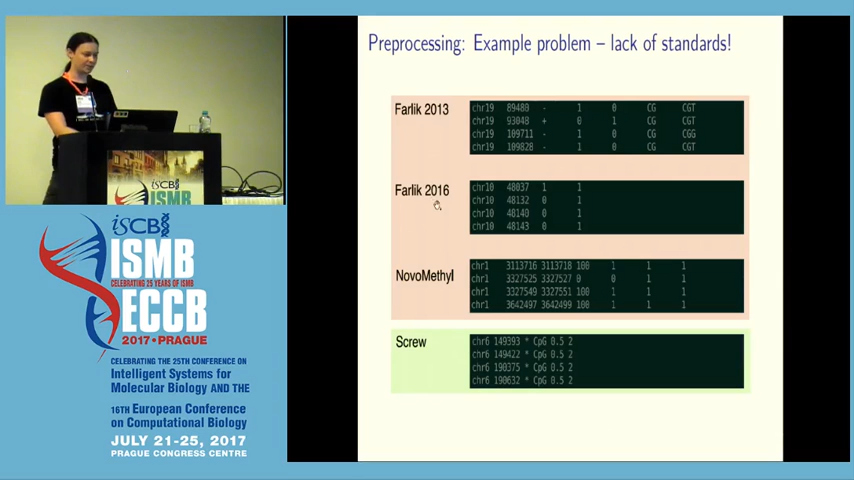 Preprocessing: Example problem – lack of standards!
Farlik 2013
chr19 89480 - 1 0 CG CGT
chr19 93048 + 0 1 CG CGT
chr19 109711 - 1 0 CG CGG
chr19 109828 - 1 0 CG CGT
Farlik 2016
chr10 48037 1 1
chr10 48132 0 1
chr10 48140 0 1
chr10 48143 0 1
NovoMethyl
chr1 3113716 3113718 100 1 1 1
chr1 3327525 3327527 0 0 1 1
chr1 3327549 3327551 100 1 1 1
chr1 3642497 3642499 100 1 1 1
Screw
chr6 149393 * CpG 0.5 2
chr6 149422 * CpG 0.5 2
chr6 190375 * CpG 0.5 2
chr6 190632 * CpG 0.5 2
iSCB
ISMB
iSCB
ISMB
CELEBRATING 25 YEARS OF ISMB
ECCB
2017 • PRAGUE
CELEBRATING THE 25TH CONFERENCE ON
Intelligent Systems for
Molecular Biology AND THE
16TH European Conference
on Computational Biology
JULY 21-25, 2017
PRAGUE CONGRESS CENTRE